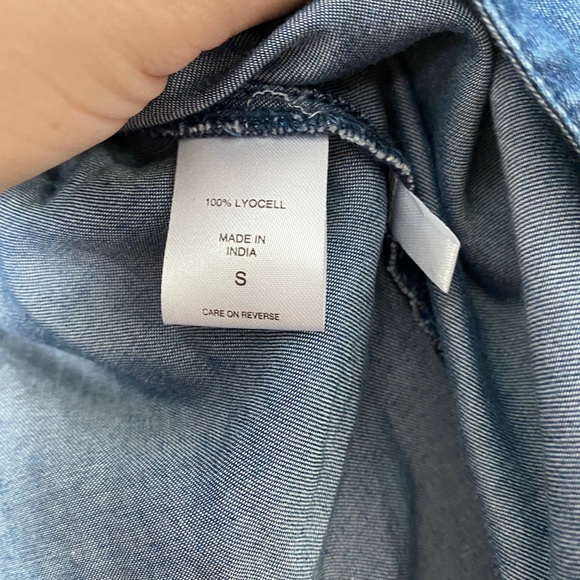 100% LYOCELL
MADE IN
INDIA
S
CARE ON REVERSE